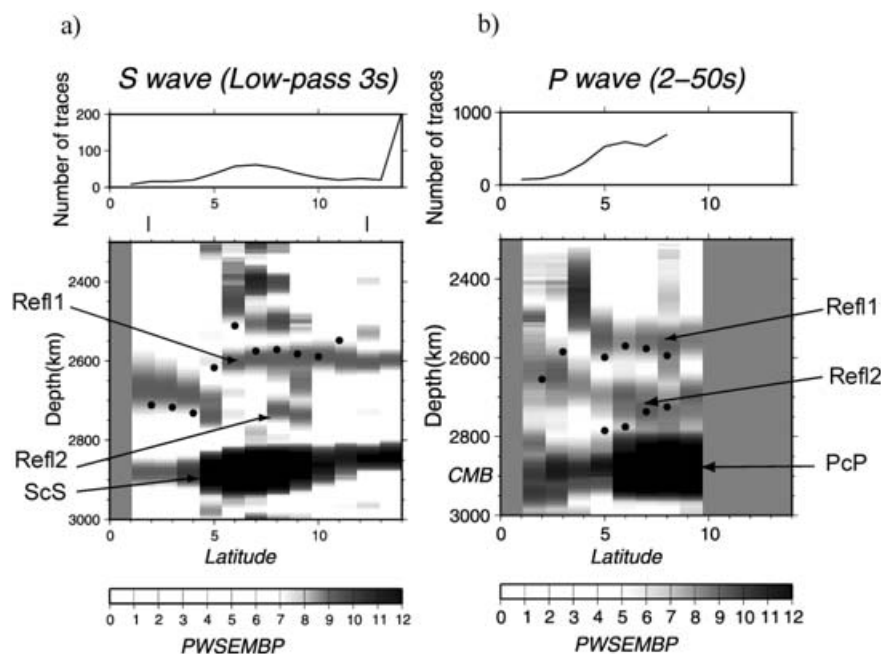 a)
S wave (Low-pass 3s)
Number of traces
200
100
0
0
5
10
Refl1
Refl2
ScS
Depth(km)
2400
2600
2800
3000
0
5
10
Latitude
0 1 2 3 4 5 6 7 8 9 10 11 12
PWSEMBP
b)
P wave (2–50s)
Number of traces
1000
500
0
0
5
10
Depth(km)
2400
2600
2800
CMB
3000
0
5
10
Latitude
Refl1
Refl2
PcP
0 1 2 3 4 5 6 7 8 9 10 11 12
PWSEMBP